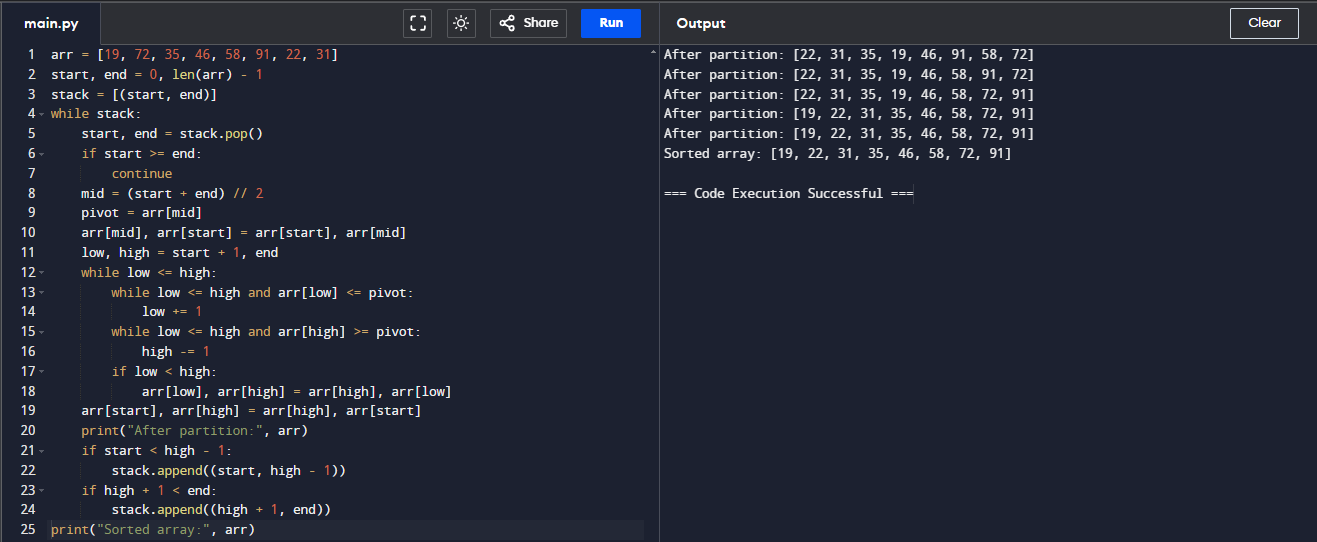 main.py
Share
Run
Output
Clear
1 arr = [19, 72, 35, 46, 58, 91, 22, 31]
2 start, end = 0, len(arr) - 1
3 stack = [(start, end)]
4 while stack:
5     start, end = stack.pop()
6     if start >= end:
7         continue
8     mid = (start + end) // 2
9     pivot = arr[mid]
10     arr[mid], arr[start] = arr[start], arr[mid]
11     low, high = start + 1, end
12     while low <= high:
13         while low <= high and arr[low] <= pivot:
14             low += 1
15         while low <= high and arr[high] >= pivot:
16             high -= 1
17         if low < high:
18             arr[low], arr[high] = arr[high], arr[low]
19     arr[start], arr[high] = arr[high], arr[start]
20     print("After partition:", arr)
21     if start < high - 1:
22         stack.append((start, high - 1))
23     if high + 1 < end:
24         stack.append((high + 1, end))
25 print("Sorted array:", arr)
After partition: [22, 31, 35, 19, 46, 91, 58, 72]
After partition: [22, 31, 35, 19, 46, 58, 91, 72]
After partition: [22, 31, 35, 19, 46, 58, 72, 91]
After partition: [19, 22, 31, 35, 46, 58, 72, 91]
After partition: [19, 22, 31, 35, 46, 58, 72, 91]
Sorted array: [19, 22, 31, 35, 46, 58, 72, 91]
=== Code Execution Successful ===